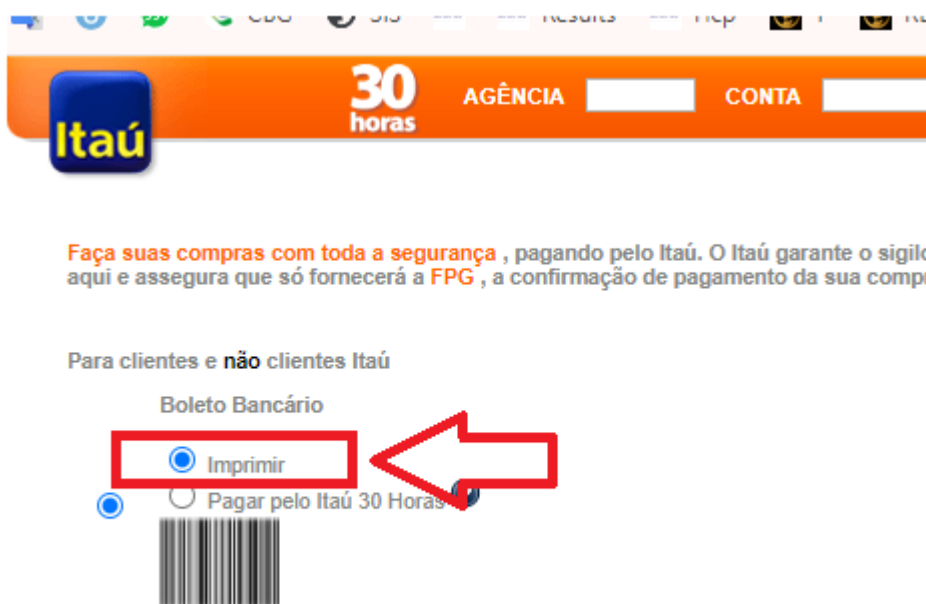 Itaú
30
horas
AGÊNCIA
CONTA
Faça suas compras com toda a segurança , pagando pelo Itaú. O Itaú garante o
aqui e assegura que só fornecerá a FPG , a confirmação de pagamento da sua
Para clientes e não clientes Itaú
Boleto Bancário
Imprimir
Pagar pelo Itaú 30 Horas